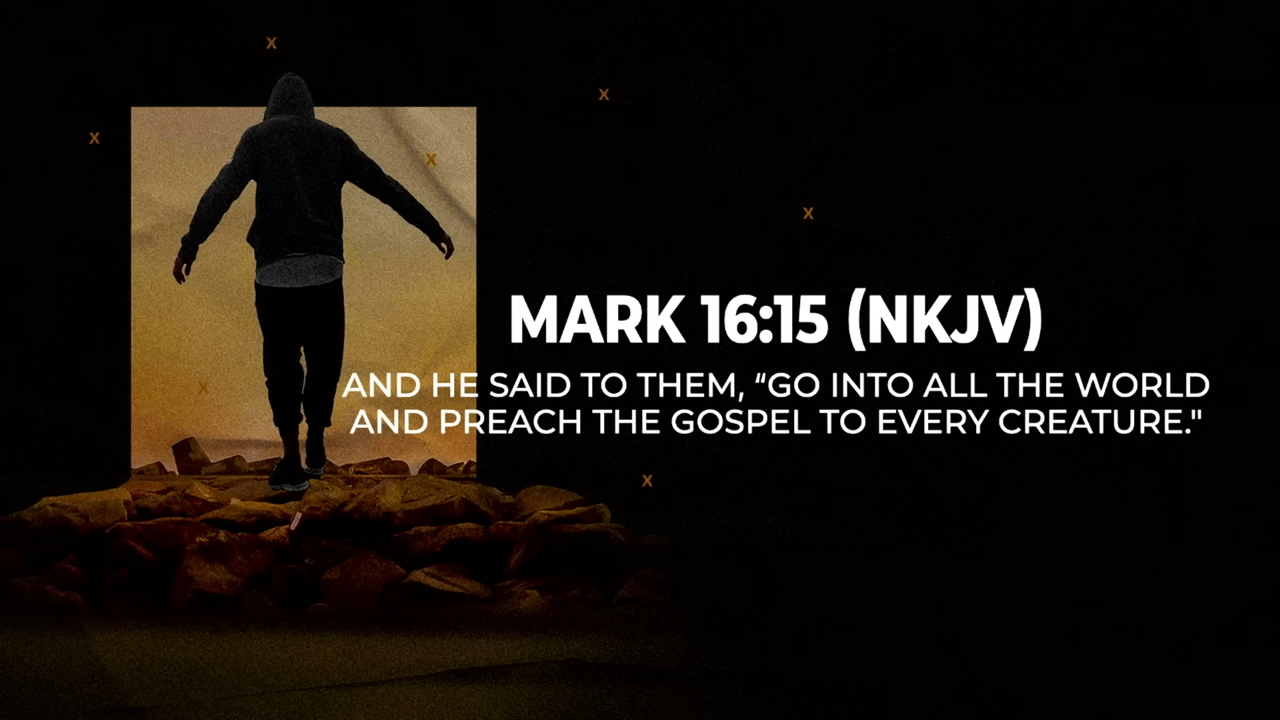 MARK 16:15 (NKJV)
AND HE SAID TO THEM, “GO INTO ALL THE WORLD
AND PREACH THE GOSPEL TO EVERY CREATURE."